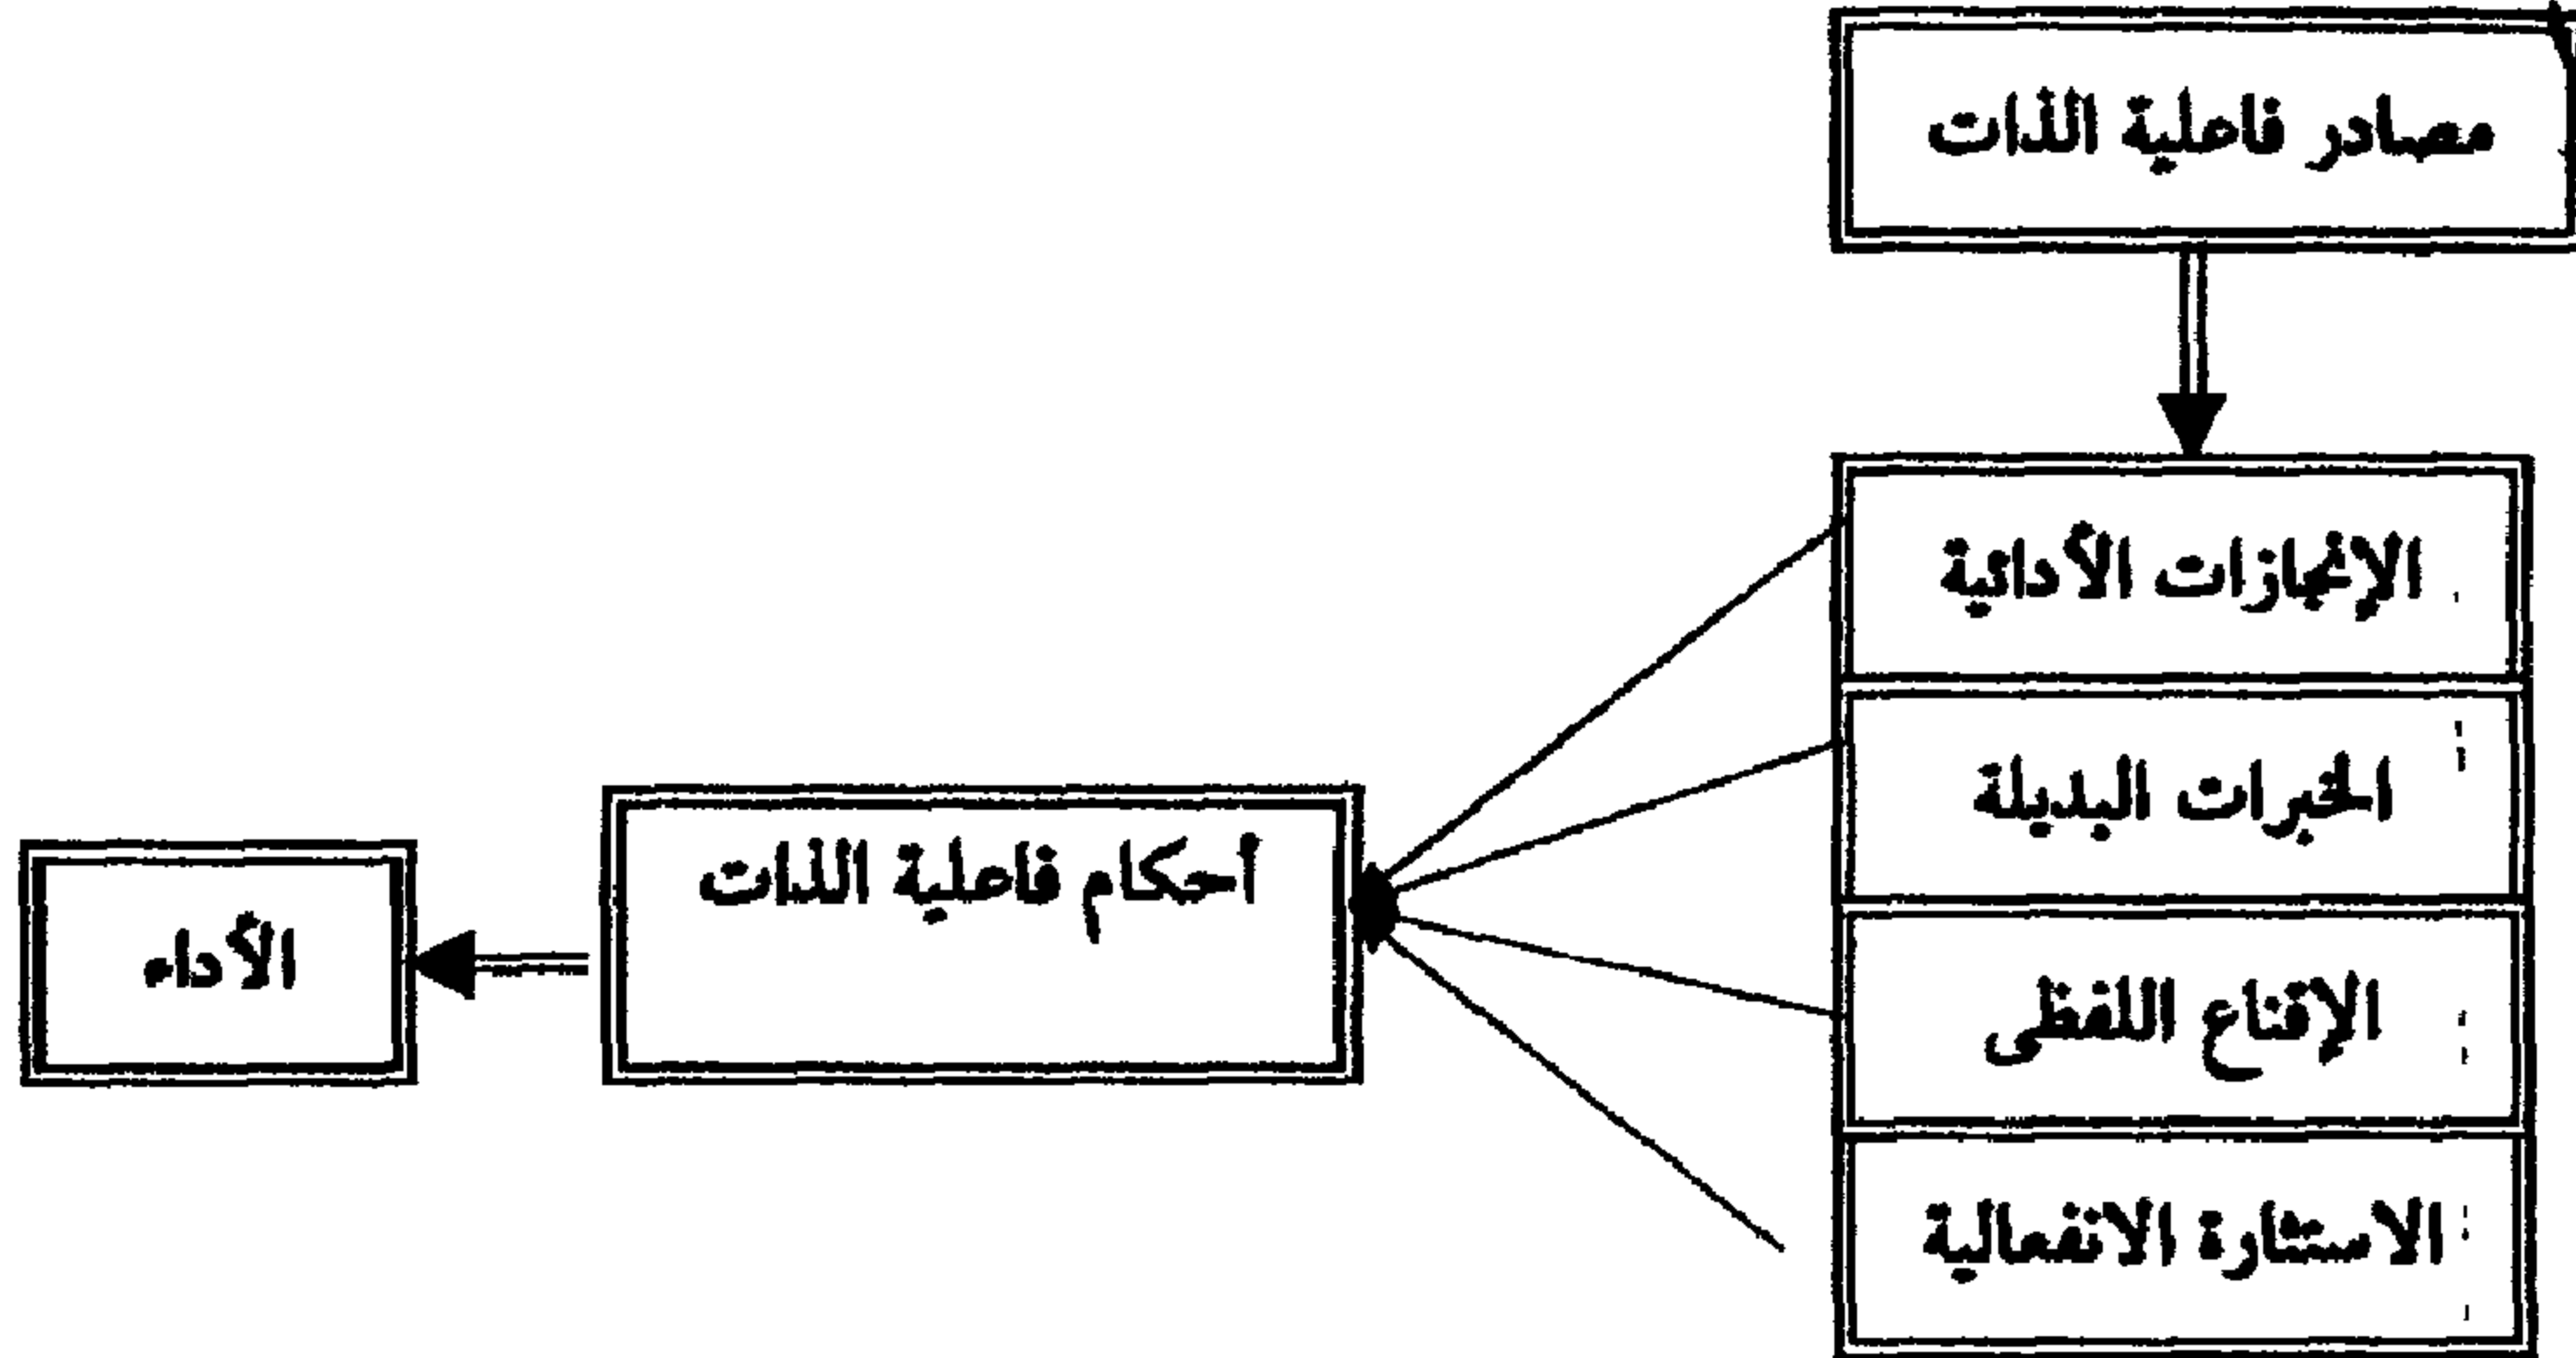 مصادر فاعلية الذات
الإنجازات الأدائية
الخبرات البديلة
الإقناع اللفظى
الاستثارة الانفعالية
أحكام فاعلية الذات
الأداء